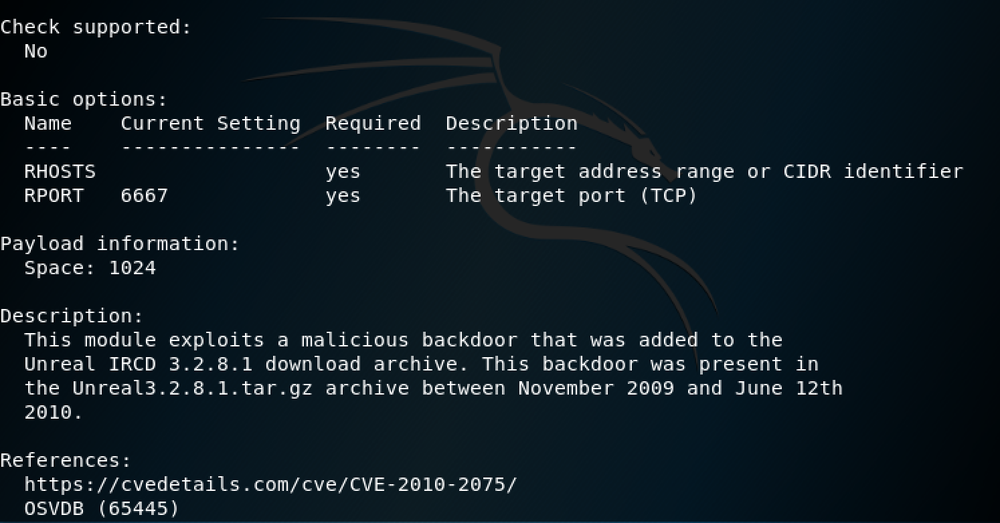 Check supported:
  No

Basic options:
  Name    Current Setting  Required  Description
  ----    ---------------  --------  -----------
  RHOSTS                   yes       The target address range or CIDR identifier
  RPORT   6667             yes       The target port (TCP)

Payload information:
  Space: 1024

Description:
  This module exploits a malicious backdoor that was added to the
  Unreal IRCD 3.2.8.1 download archive. This backdoor was present in
  the Unreal3.2.8.1.tar.gz archive between November 2009 and June 12th
  2010.

References:
  https://cvedetails.com/cve/CVE-2010-2075/
  OSVDB (65445)